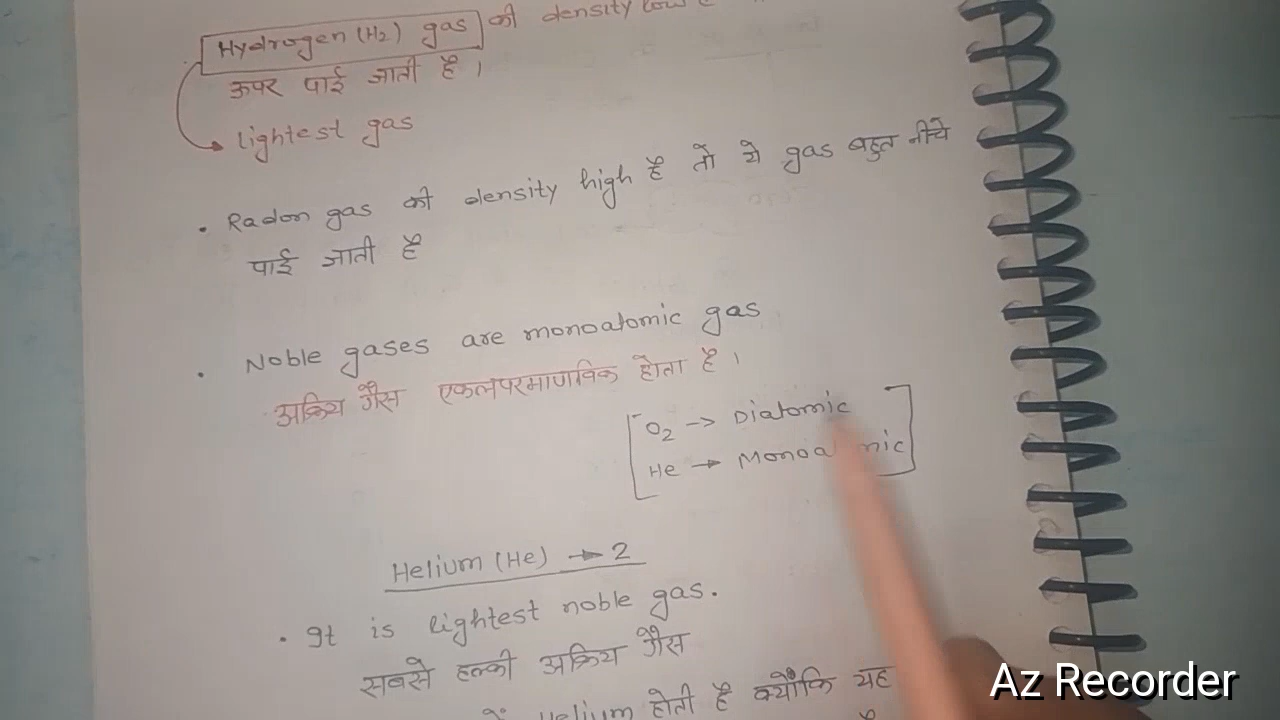 Hydrogen (H2) gas की density low
ऊपर पाई जाती है।
lightest gas
• Radon gas की density high है तो ये gas बहुत नीचे
पाई जाती है
• Noble gases are monoatomic gas
अक्रिय गैस एकलपरमाणविक होता है।
O2 -> Diatomic
He -> Monoa nic
Helium (He) -> 2
• It is lightest noble gas.
सबसे हल्की अक्रिय गैस
Helium होती है क्योंकि यह
Az Recorder